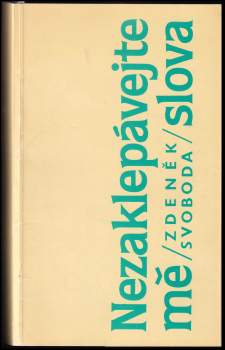 Nezaklepávejte
mě / ZDENĚK / slova
SVOBODA